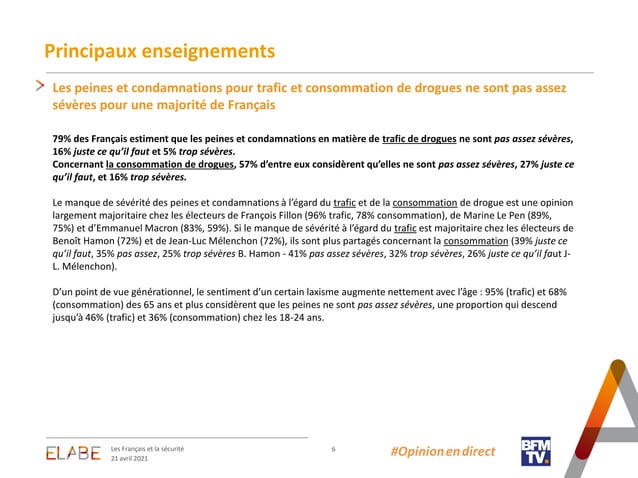 Principaux enseignements
Les peines et condamnations pour trafic et consommation de drogues ne sont pas assez
sévères pour une majorité de Français
79% des Français estiment que les peines et condamnations en matière de trafic de drogues ne sont pas assez sévères,
16% juste ce qu’il faut et 5% trop sévères.
Concernant la consommation de drogues, 57% d’entre eux considèrent qu’elles ne sont pas assez sévères, 27% juste ce
qu’il faut, et 16% trop sévères.
Le manque de sévérité des peines et condamnations à l’égard du trafic et de la consommation de drogue est une opinion
largement majoritaire chez les électeurs de François Fillon (96% trafic, 78% consommation), de Marine Le Pen (89%,
75%) et d’Emmanuel Macron (83%, 59%). Si le manque de sévérité à l’égard du trafic est majoritaire chez les électeurs de
Benoît Hamon (72%) et de Jean-Luc Mélenchon (72%), ils sont plus partagés concernant la consommation (39% juste ce
qu’il faut, 35% pas assez, 25% trop sévères B. Hamon - 41% pas assez sévères, 32% trop sévères, 26% juste ce qu’il faut J-
L. Mélenchon).
D’un point de vue générationnel, le sentiment d’un certain laxisme augmente nettement avec l’âge : 95% (trafic) et 68%
(consommation) des 65 ans et plus considèrent que les peines ne sont pas assez sévères, une proportion qui descend
jusqu’à 46% (trafic) et 36% (consommation) chez les 18-24 ans.
ELABE
Les Français et la sécurité
21 avril 2021
6
#Opinion en direct
BFM
TV.